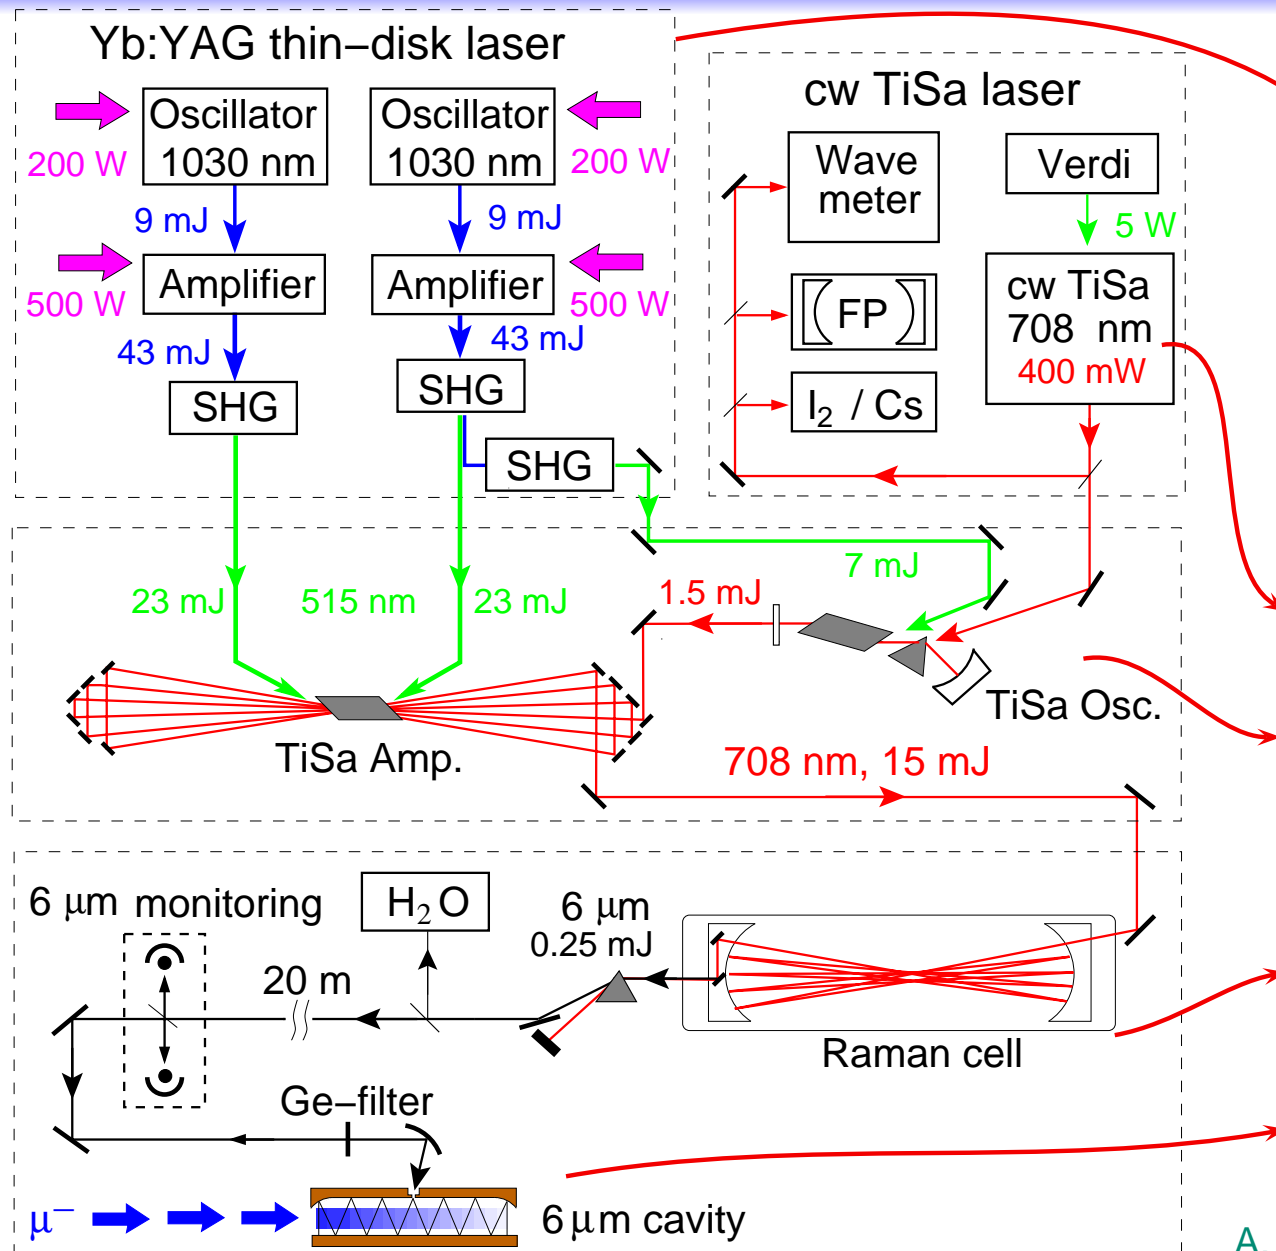 Yb:YAG thin–disk laser
Oscillator
1030 nm
200 W
9 mJ
Amplifier
500 W
43 mJ
SHG
Oscillator
1030 nm
200 W
9 mJ
Amplifier
500 W
43 mJ
SHG
SHG
cw TiSa laser
Wave
meter
FP
I₂ / Cs
Verdi
5 W
cw TiSa
708 nm
400 mW
23 mJ
515 nm
23 mJ
7 mJ
1.5 mJ
TiSa Osc.
TiSa Amp.
708 nm, 15 mJ
6 μm monitoring
H₂O
6 μm
0.25 mJ
20 m
Raman cell
Ge–filter
μ⁻
6 μm cavity
A